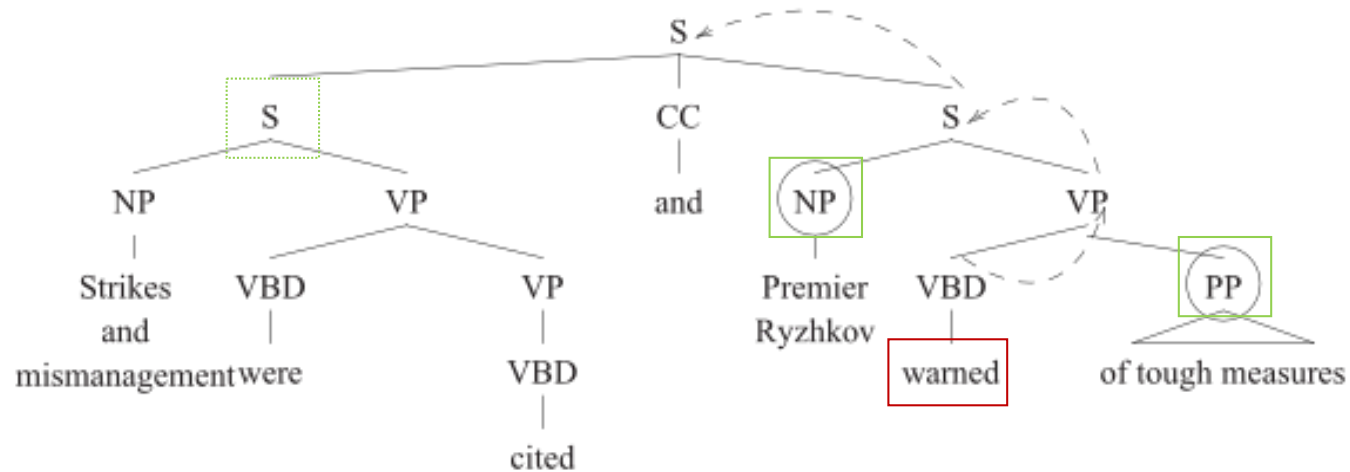 S
S CC S
NP VP and NP VP
Strikes VBD VP Premier VBD PP
and Ryzhkov
mismanagement were VBD warned of tough measures
cited